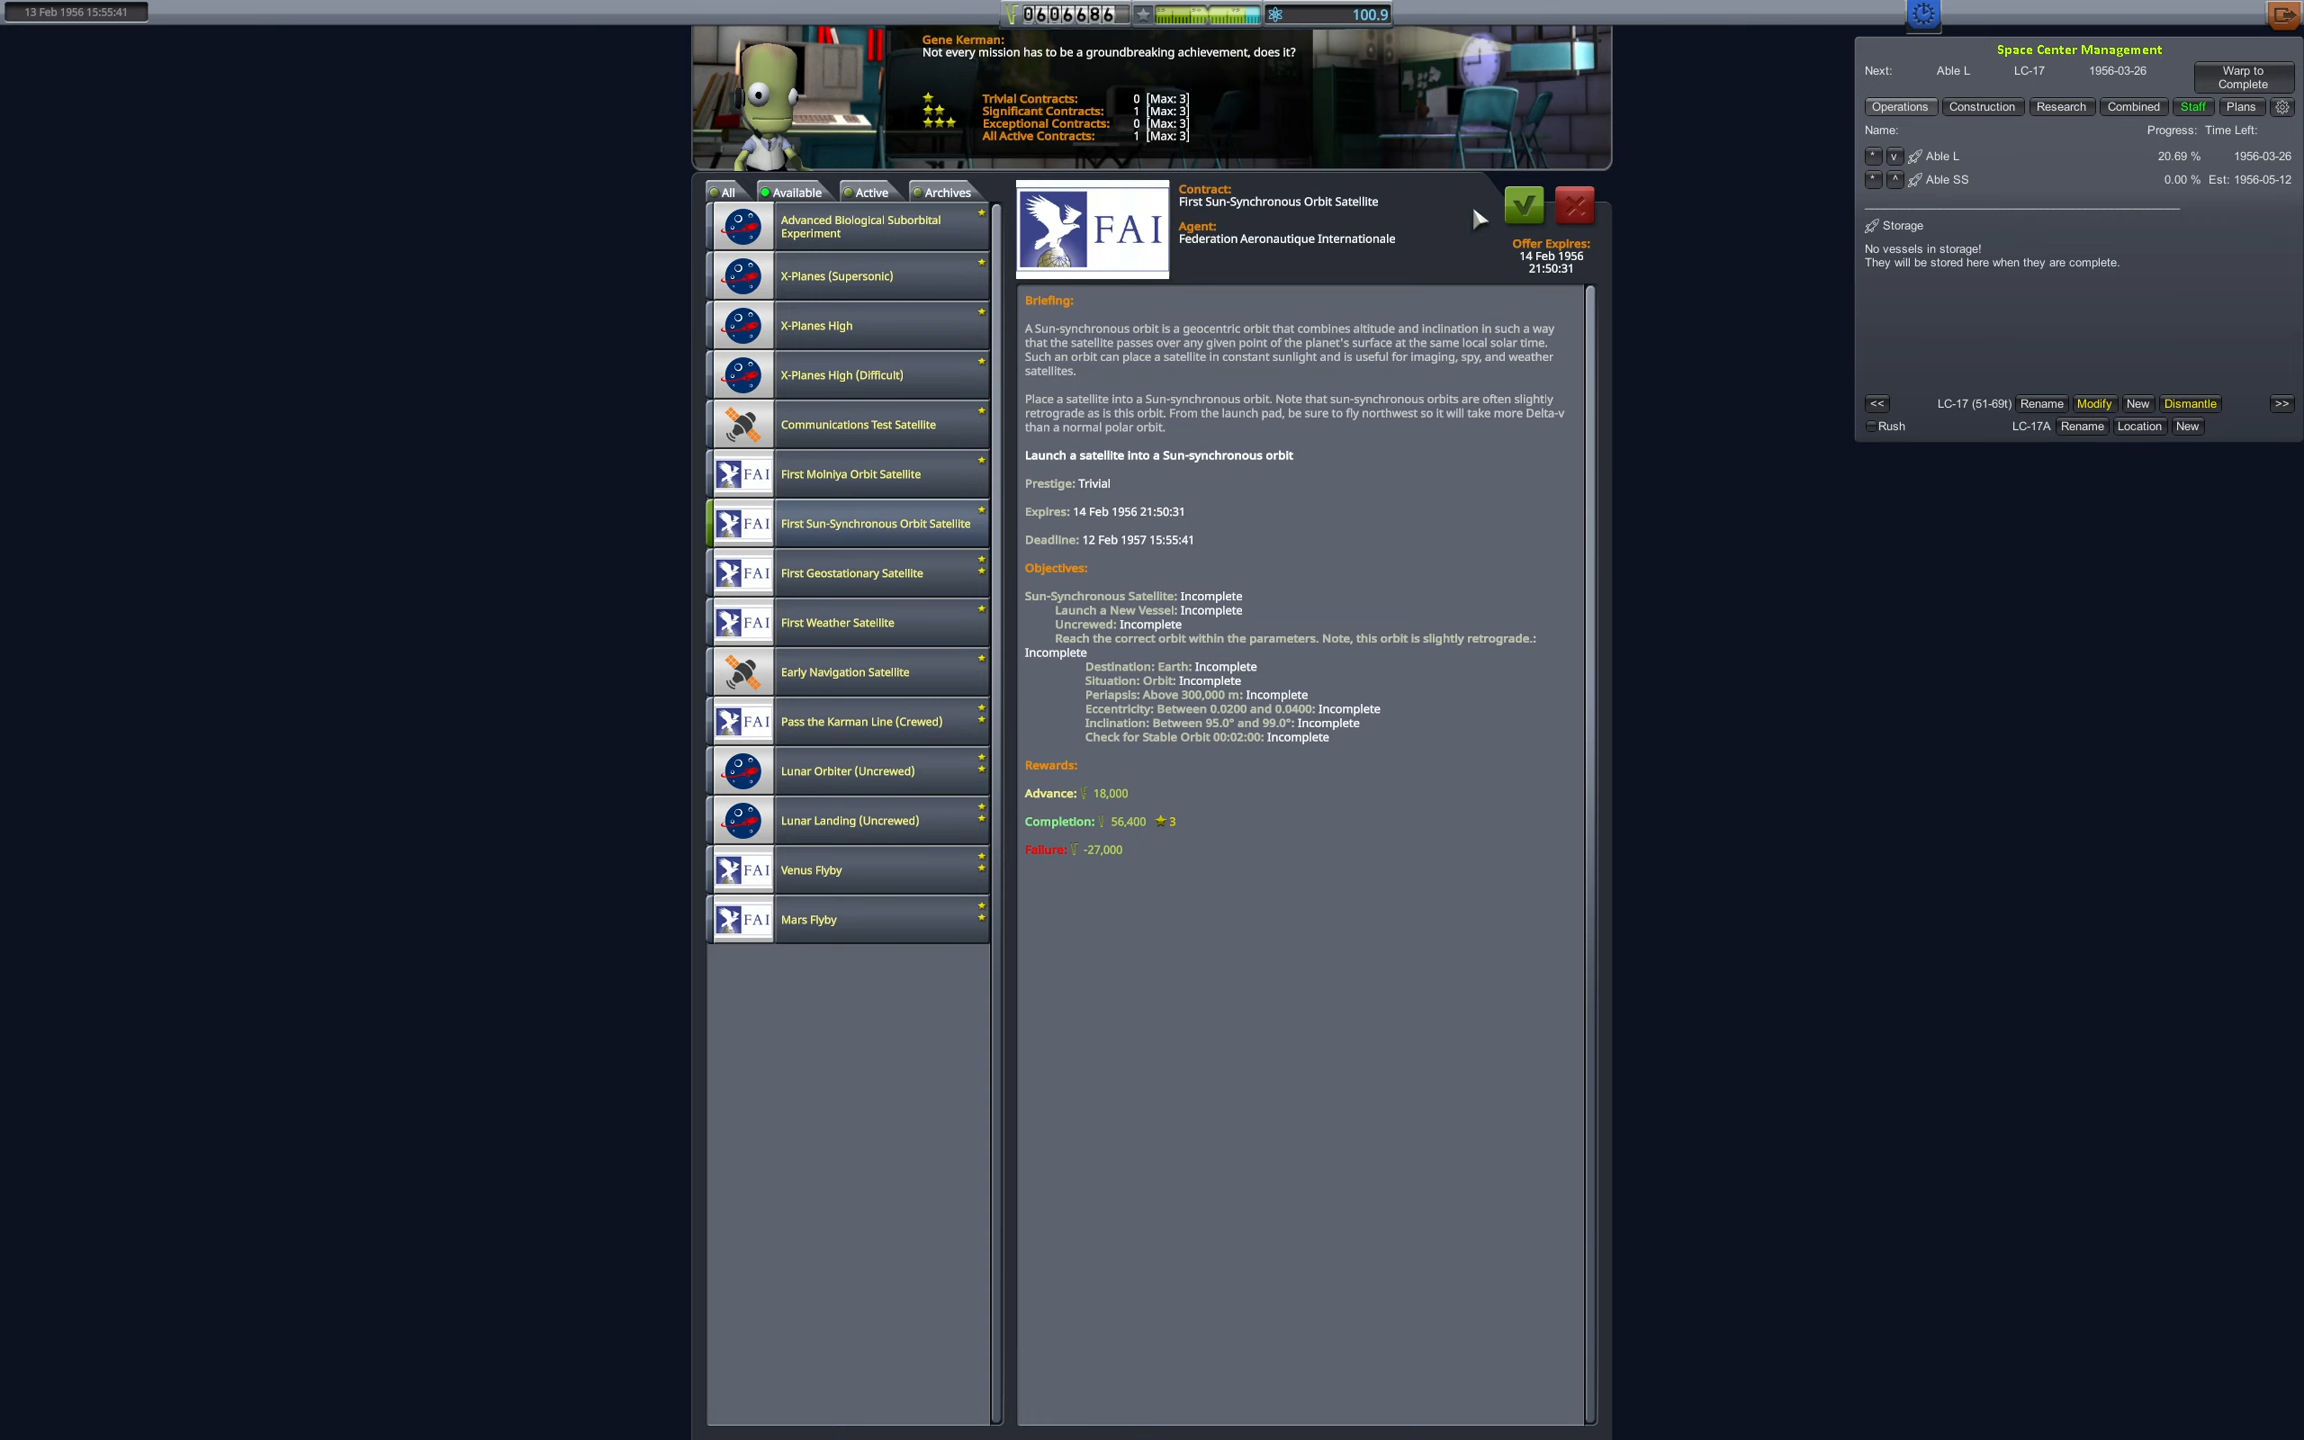 13 Feb 1956 15:55:41
0606686
100.9
Gene Kerman:
Not every mission has to be a groundbreaking achievement, does it?
Trivial Contracts: 0 [Max: 3]
Significant Contracts: 1 [Max: 3]
Exceptional Contracts: 0 [Max: 3]
All Active Contracts: 1 [Max: 3]
All
Available
Active
Archives
Advanced Biological Suborbital
Experiment
X-Planes (Supersonic)
X-Planes High
X-Planes High (Difficult)
Communications Test Satellite
FAI
First Molniya Orbit Satellite
FAI
First Sun-Synchronous Orbit Satellite
FAI
First Geostationary Satellite
FAI
First Weather Satellite
Early Navigation Satellite
FAI
Pass the Karman Line (Crewed)
Lunar Orbiter (Uncrewed)
Lunar Landing (Uncrewed)
FAI
Venus Flyby
FAI
Mars Flyby
FAI
Contract:
First Sun-Synchronous Orbit Satellite
Agent:
Federation Aeronautique Internationale
Offer Expires:
14 Feb 1956
21:50:31
Briefing:
A Sun-synchronous orbit is a geocentric orbit that combines altitude and inclination in such a way
that the satellite passes over any given point of the planet's surface at the same local solar time.
Such an orbit can place a satellite in constant sunlight and is useful for imaging, spy, and weather
satellites.
Place a satellite into a Sun-synchronous orbit. Note that sun-synchronous orbits are often slightly
retrograde as is this orbit. From the launch pad, be sure to fly northwest so it will take more Delta-v
than a normal polar orbit.
Launch a satellite into a Sun-synchronous orbit
Prestige: Trivial
Expires: 14 Feb 1956 21:50:31
Deadline: 12 Feb 1957 15:55:41
Objectives:
Sun-Synchronous Satellite: Incomplete
Launch a New Vessel: Incomplete
Uncrewed: Incomplete
Reach the correct orbit within the parameters. Note, this orbit is slightly retrograde.:
Incomplete
Destination: Earth: Incomplete
Situation: Orbit: Incomplete
Periapsis: Above 300,000 m: Incomplete
Eccentricity: Between 0.0200 and 0.0400: Incomplete
Inclination: Between 95.0° and 99.0°: Incomplete
Check for Stable Orbit 00:02:00: Incomplete
Rewards:
Advance: 18,000
Completion: 56,400 3
Failure: -27,000
Space Center Management
Next: Able L LC-17 1956-03-26
Warp to
Complete
Operations Construction Research Combined Staff Plans
Name: Progress: Time Left:
* v Able L 20.69 % 1956-03-26
* ^ Able SS 0.00 % Est: 1956-05-12
Storage
No vessels in storage!
They will be stored here when they are complete.
<< LC-17 (51-69t) Rename Modify New Dismantle >>
Rush LC-17A Rename Location New